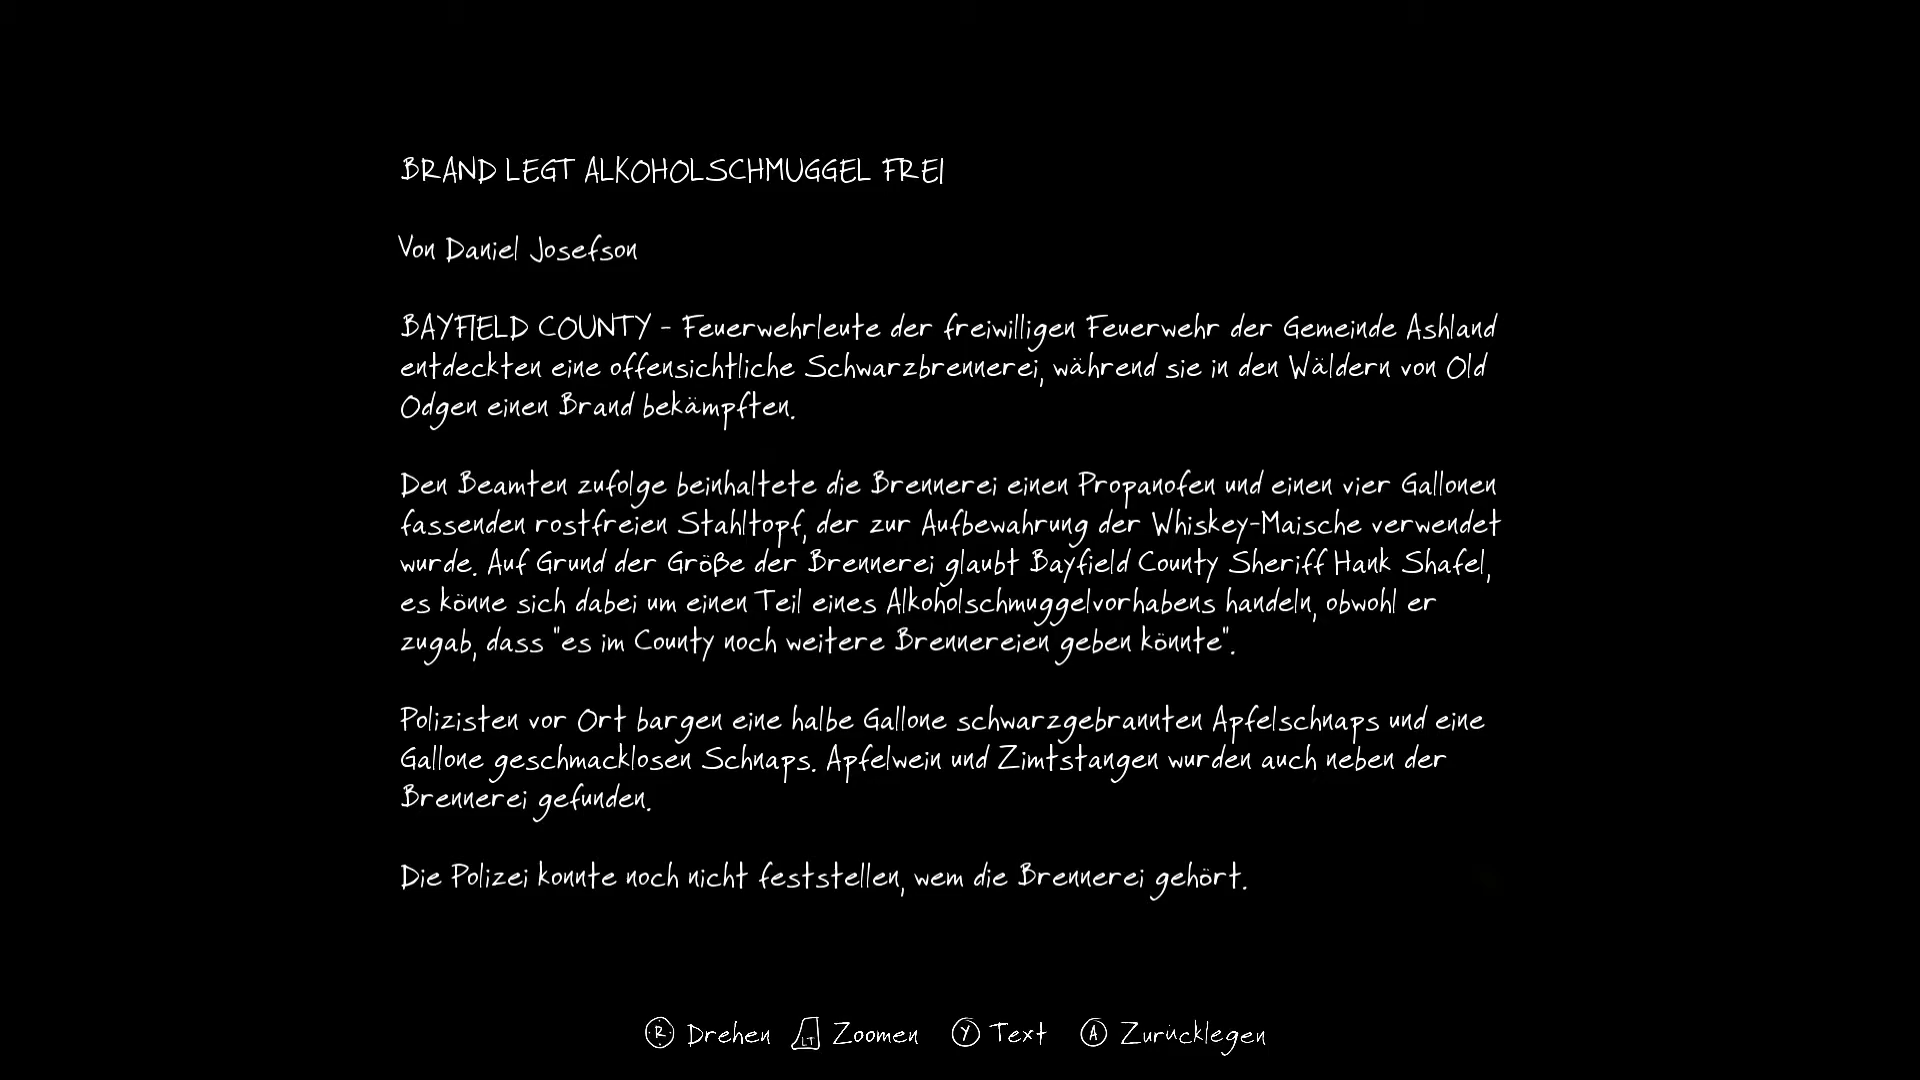 BRAND LEGT ALKOHOLSCHMUGGEL FREI
Von Daniel Josefson
BAYFIELD COUNTY - Feuerwehrleute der freiwilligen Feuerwehr der Gemeinde Ashland
entdeckten eine offensichtliche Schwarzbrennerei, während sie in den Wäldern von Old
Odgen einen Brand bekämpften.
Den Beamten zufolge beinhaltete die Brennerei einen Propanofen und einen vier Gallonen
fassenden rostfreien Stahltopf, der zur Aufbewahrung der Whiskey-Maische verwendet
wurde. Auf Grund der Größe der Brennerei glaubt Bayfield County Sheriff Hank Shafel,
es könne sich dabei um einen Teil eines Alkoholschmuggelvorhabens handeln, obwohl er
zugab, dass "es im County noch weitere Brennereien geben könnte".
Polizisten vor Ort bargen eine halbe Gallone schwarzgebrannten Apfelschnaps und eine
Gallone geschmacklosen Schnaps. Apfelwein und Zimtstangen wurden auch neben der
Brennerei gefunden.
Die Polizei konnte noch nicht feststellen, wem die Brennerei gehört.
R Drehen LT Zoomen Y Text A Zurücklegen